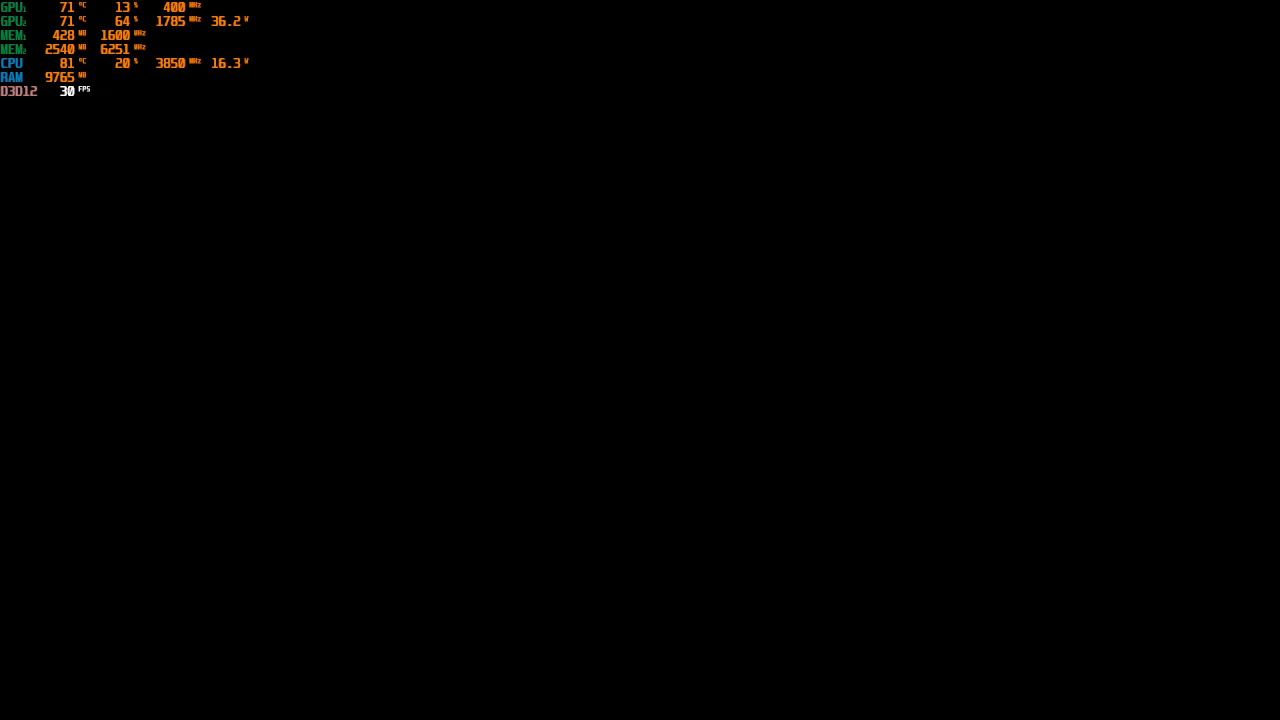 GPU1 71 °C 13 % 400 MHz
GPU2 71 °C 64 % 1785 MHz 36.2 W
MEM1 428 MB 1600 MHz
MEM2 2540 MB 6251 MHz
CPU 81 °C 20 % 3850 MHz 16.3 W
RAM 9765 MB
D3D12 30 FPS